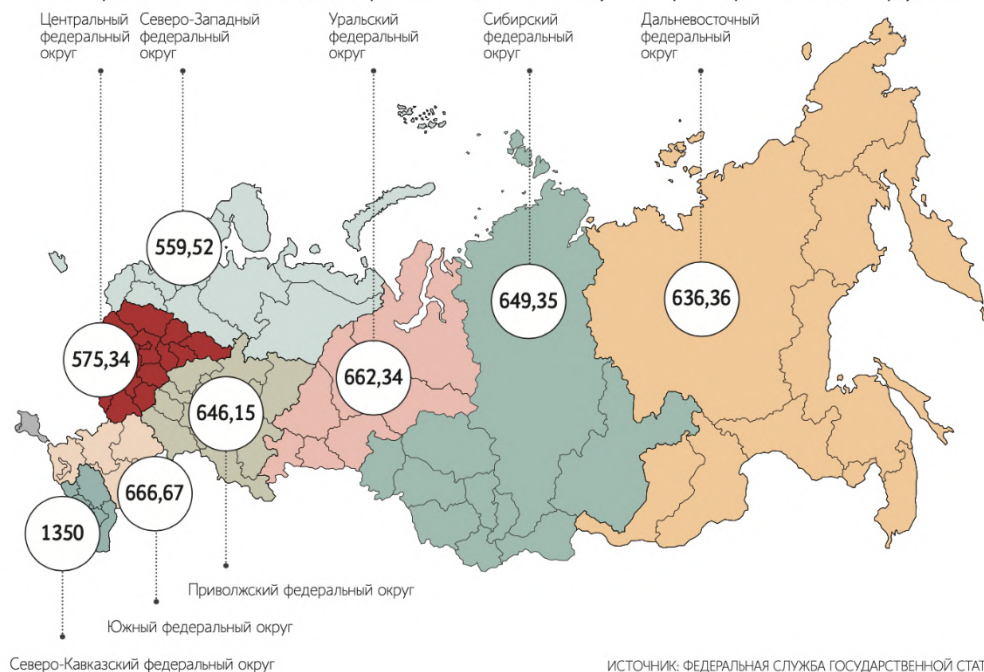 Центральный
федеральный
округ
Северо-Западный
федеральный
округ
Уральский
федеральный
округ
Сибирский
федеральный
округ
Дальневосточный
федеральный
округ
559,52
575,34
646,15
662,34
649,35
636,36
666,67
1350
Приволжский федеральный округ
Южный федеральный округ
Северо-Кавказский федеральный округ
ИСТОЧНИК: ФЕДЕРАЛЬНАЯ СЛУЖБА ГОСУДАРСТВЕННОЙ СТАТ